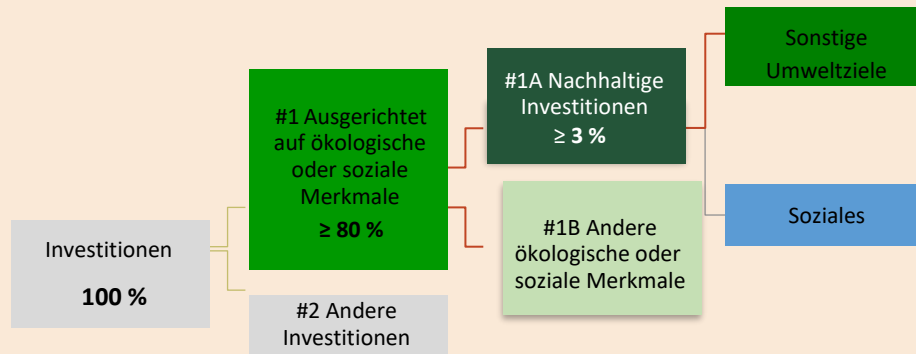 Investitionen
100 %
#1 Ausgerichtet
auf ökologische
oder soziale
Merkmale
≥ 80 %
#2 Andere
Investitionen
#1A Nachhaltige
Investitionen
≥ 3 %
#1B Andere
ökologische oder
soziale Merkmale
Sonstige
Umweltziele
Soziales